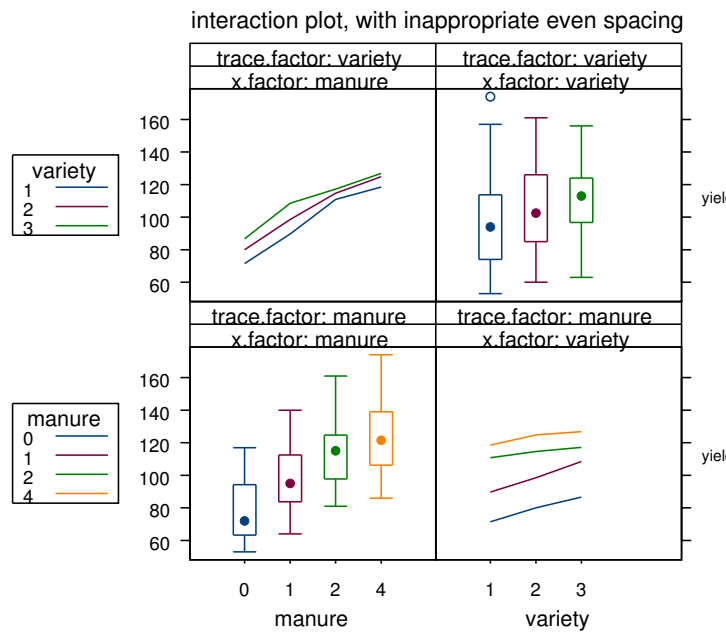 interaction plot, with inappropriate even spacing
trace.factor: variety
trace.factor: variety
x.factor: manure
x.factor: variety
160
140
120
100
80
60
variety
1
2
3
yiel
trace.factor: manure
trace.factor: manure
x.factor: manure
x.factor: variety
160
140
120
100
80
60
manure
0
1
2
4
yiel
0 1 2 4
1 2 3
manure
variety